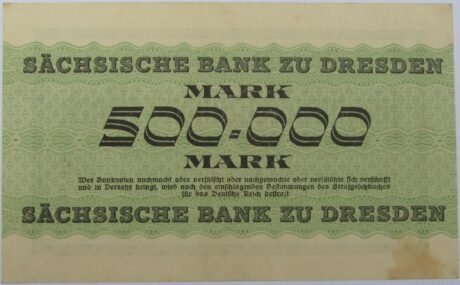 SÄCHSISCHE BANK ZU DRESDEN
MARK
500-000
MARK
Wer Banknoten nachmacht oder verfälscht oder nachgemachte oder verfälschte sich verschafft
und in Verkehr bringt, wird nach den einschlagenden Bestimmungen des Strafgesetzbuches
für das Deutsche Reich bestraft
SÄCHSISCHE BANK ZU DRESDEN